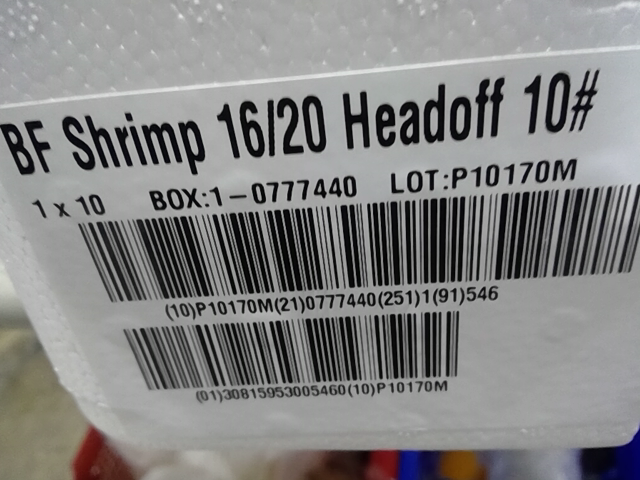 BF Shrimp 16/20 Headoff 10#
1 x 10 BOX:1-0777440 LOT:P10170M
(10)P10170M(21)0777440(251)1(91)546
(01)30815953005460(10)P10170M